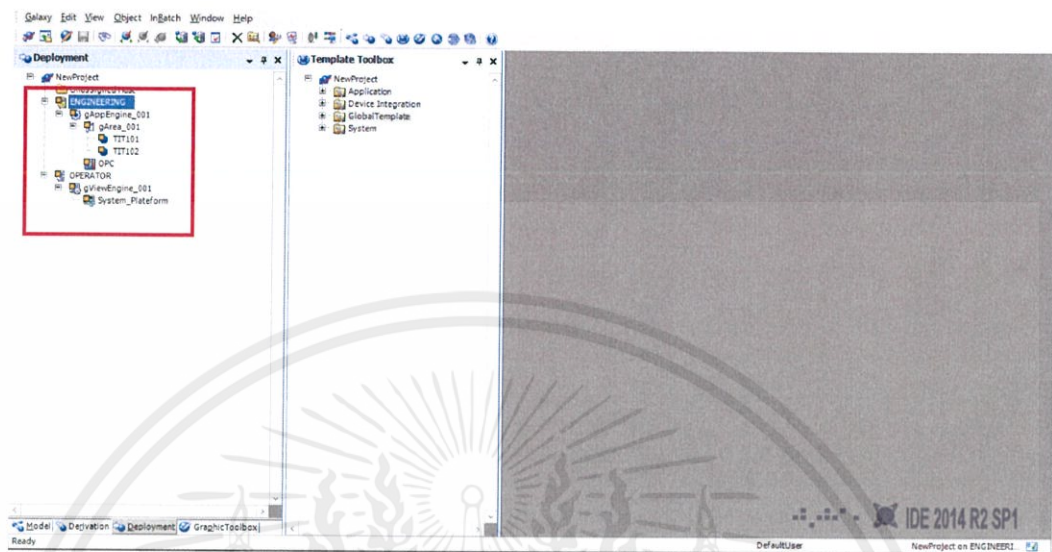 Galaxy Edit View Object InBatch Window Help
Deployment
NewProject
Unassigned Host
ENGINEERING
gAppEngine_001
gArea_001
TIT101
TIT102
OPC
OPERATOR
gViewEngine_001
System_Plateform
Template Toolbox
NewProject
Application
Device Integration
GlobalTemplate
System
IDE 2014 R2 SP1
Model Derivation Deployment GraphicToolbox
Ready
DefaultUser
NewProject on ENGINEERI...